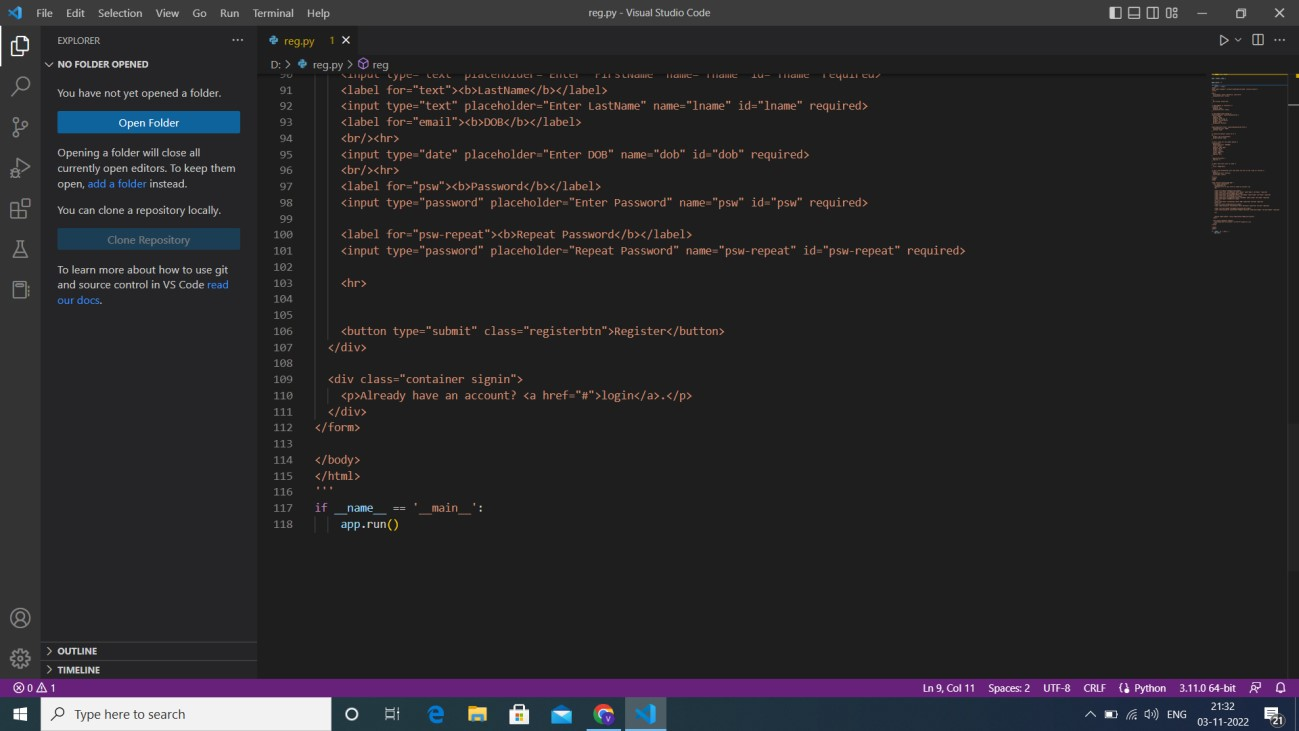 File Edit Selection View Go Run Terminal Help
reg.py - Visual Studio Code
EXPLORER
reg.py 1
NO FOLDER OPENED
D: > reg.py > reg
You have not yet opened a folder.
Open Folder
Opening a folder will close all
currently open editors. To keep them
open, add a folder instead.
You can clone a repository locally.
Clone Repository
To learn more about how to use git
and source control in VS Code read
our docs.
OUTLINE
TIMELINE
90 <input type="text" placeholder="Enter FirstName" name="fname" id="fname" required>
91 <label for="text"><b>LastName</b></label>
92 <input type="text" placeholder="Enter LastName" name="lname" id="lname" required>
93 <label for="email"><b>DOB</b></label>
94 <br/><hr>
95 <input type="date" placeholder="Enter DOB" name="dob" id="dob" required>
96 <br/><hr>
97 <label for="psw"><b>Password</b></label>
98 <input type="password" placeholder="Enter Password" name="psw" id="psw" required>
99
100 <label for="psw-repeat"><b>Repeat Password</b></label>
101 <input type="password" placeholder="Repeat Password" name="psw-repeat" id="psw-repeat" required>
102
103 <hr>
104
105
106 <button type="submit" class="registerbtn">Register</button>
107 </div>
108
109 <div class="container signin">
110 <p>Already have an account? <a href="#">login</a>.</p>
111 </div>
112 </form>
113
114 </body>
115 </html>
116 '''
117 if __name__ == '__main__':
118 app.run()
0 1
Ln 9, Col 11 Spaces: 2 UTF-8 CRLF Python 3.11.0 64-bit
Type here to search
V
ENG
21:32
03-11-2022
21